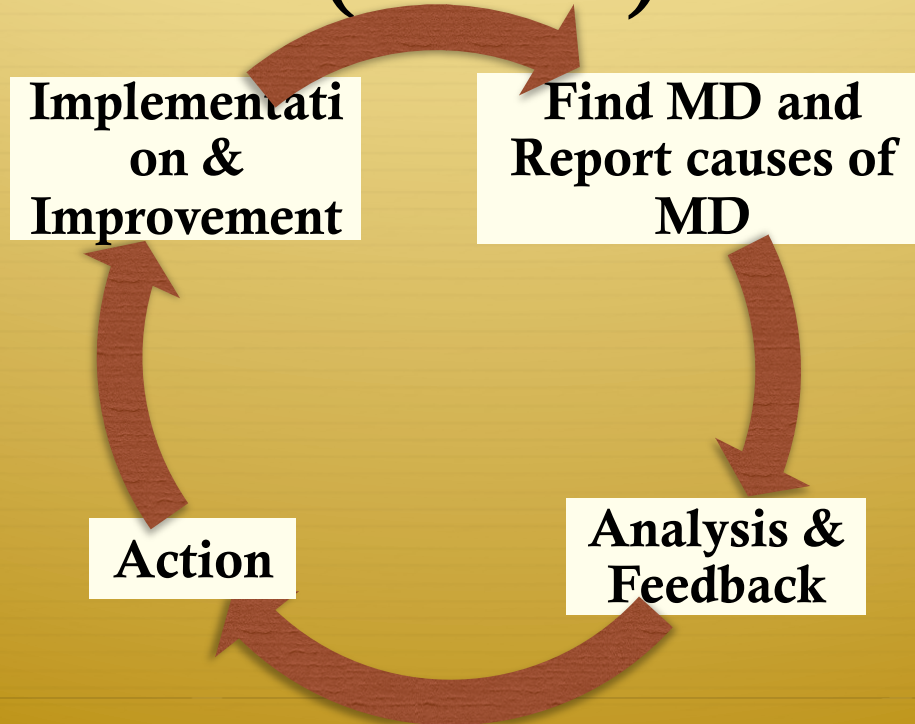 Implementati
on &
Improvement
Find MD and
Report causes of
MD
Analysis &
Feedback
Action